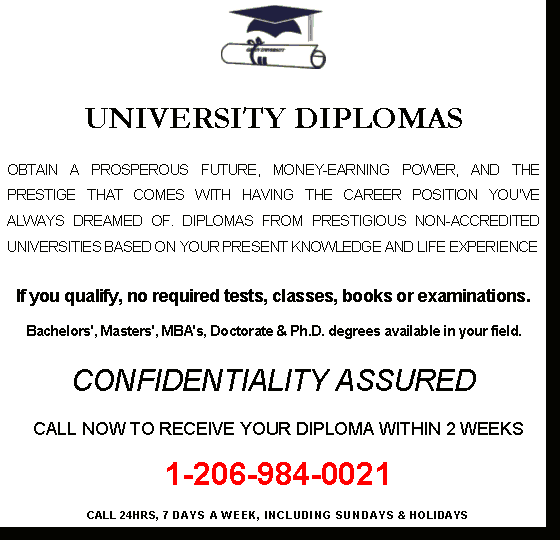 UNIVERSITY DIPLOMAS
OBTAIN A PROSPEROUS FUTURE, MONEY-EARNING POWER, AND THE
PRESTIGE THAT COMES WITH HAVING THE CAREER POSITION YOU'VE
ALWAYS DREAMED OF. DIPLOMAS FROM PRESTIGIOUS NON-ACCREDITED
UNIVERSITIES BASED ON YOUR PRESENT KNOWLEDGE AND LIFE EXPERIENCE
If you qualify, no required tests, classes, books or examinations.
Bachelors', Masters', MBA's, Doctorate & Ph.D. degrees available in your field.
CONFIDENTIALITY ASSURED
CALL NOW TO RECEIVE YOUR DIPLOMA WITHIN 2 WEEKS
1-206-984-0021
CALL 24HRS, 7 DAYS A WEEK, INCLUDING SUNDAYS & HOLIDAYS